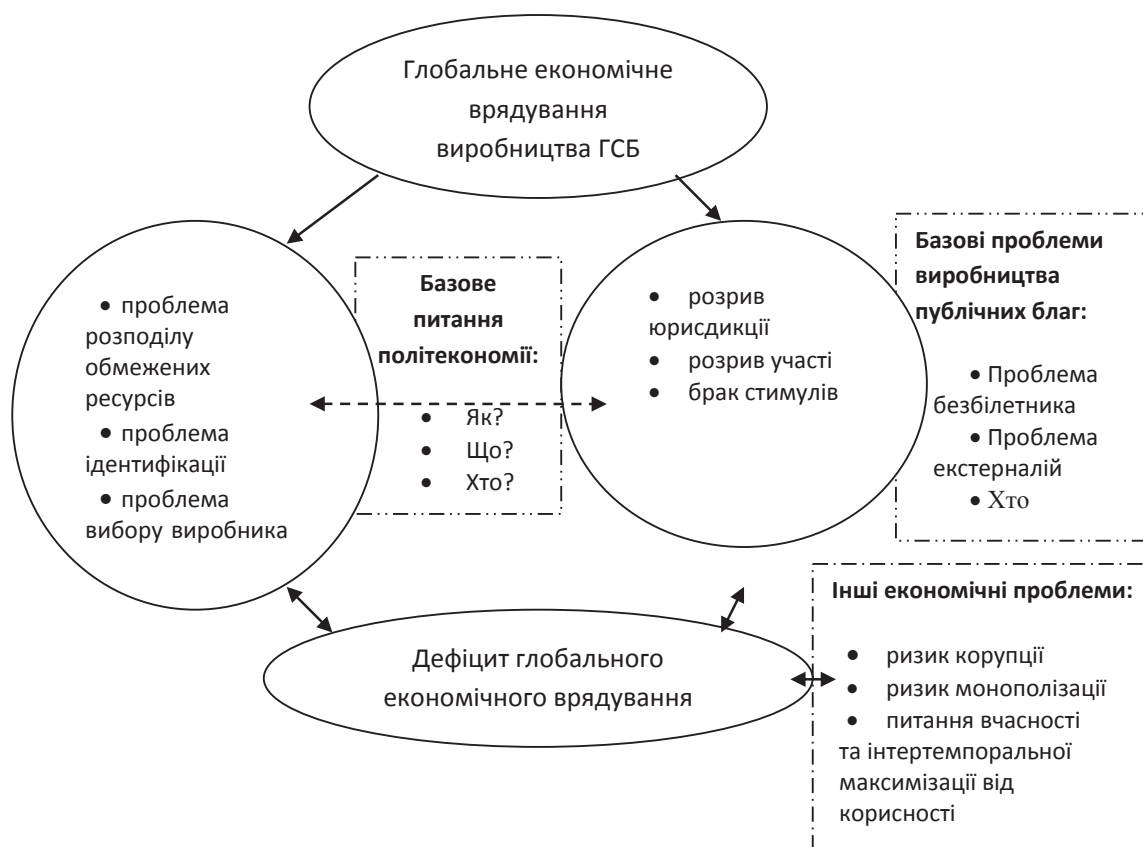 Глобальне економічне
врядування
виробництва ГСБ
• проблема
розподілу
обмежених
ресурсів
• проблема
ідентифікації
• проблема
вибору виробника
Базове
питання
політекономії:
• Як?
• Що?
• Хто?
• розрив
юрисдикції
• розрив участі
• брак стимулів
Базові проблеми
виробництва
публічних благ:
• Проблема
безбілетника
• Проблема
екстерналій
• Хто
Дефіцит глобального
економічного врядування
Інші економічні проблеми:
• ризик корупції
• ризик монополізації
• питання вчасності
та інтертемпоральної
максимізації від
корисності